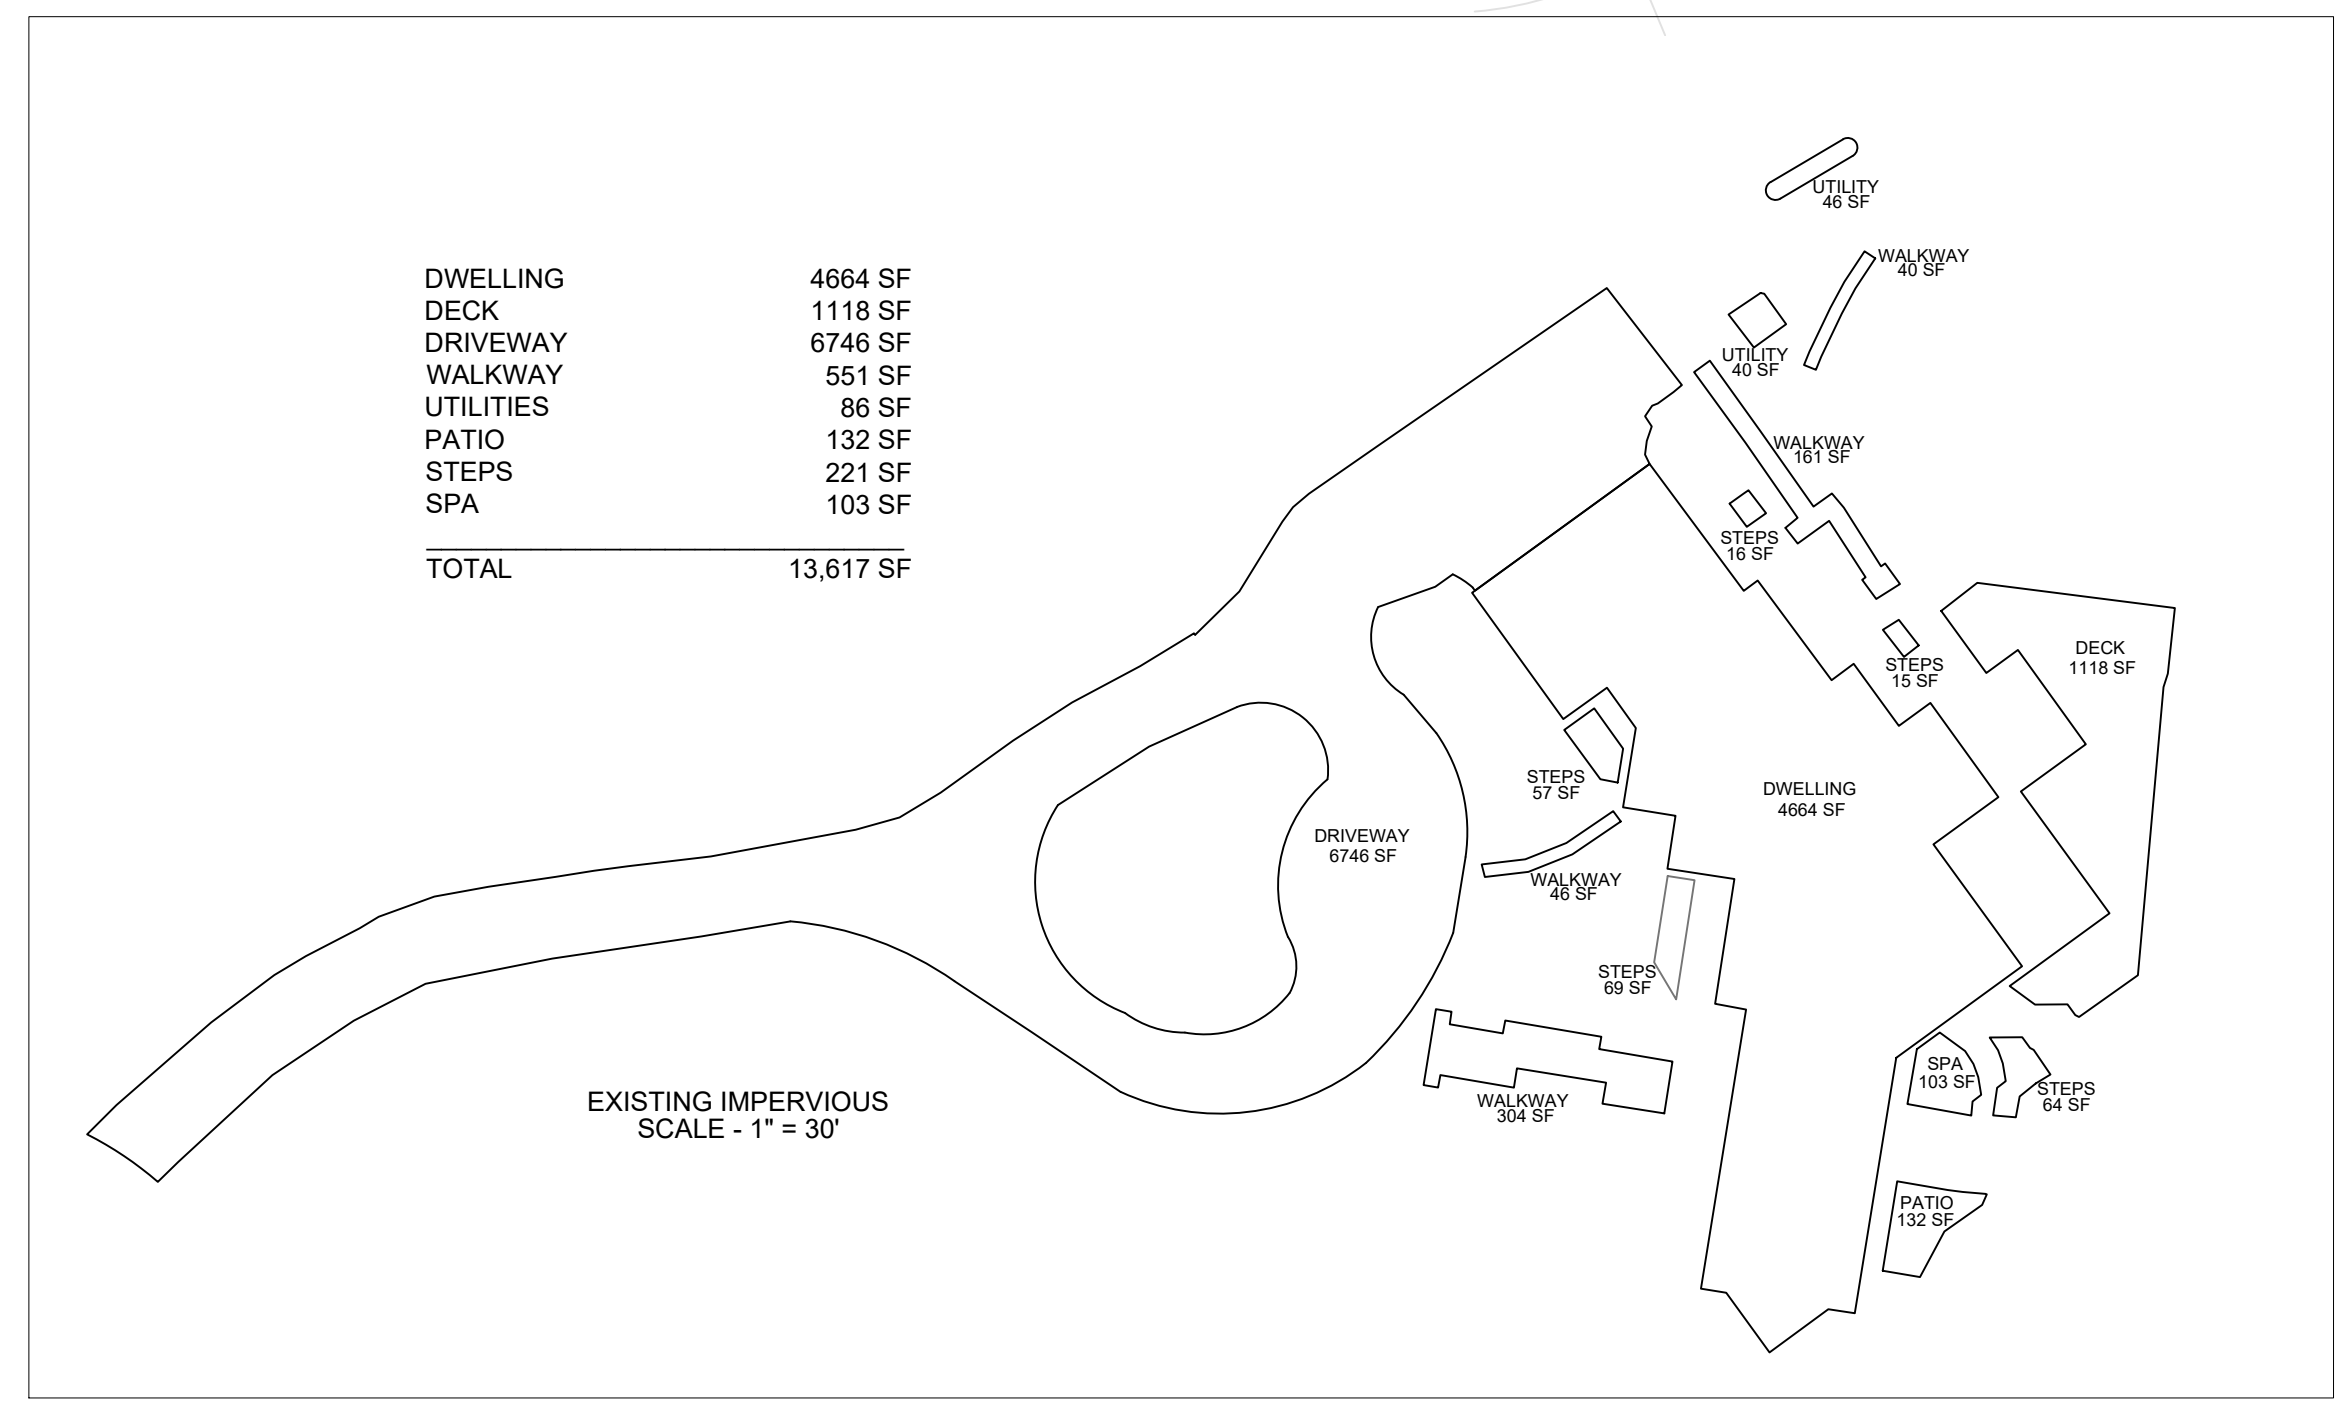 UTILITY
46 SF
WALKWAY
40 SF
DWELLING 4664 SF
DECK 1118 SF
DRIVEWAY 6746 SF
WALKWAY 551 SF
UTILITIES 86 SF
PATIO 132 SF
STEPS 221 SF
SPA 103 SF
TOTAL 13,617 SF
UTILITY
40 SF
WALKWAY
161 SF
STEPS
16 SF
STEPS
15 SF
DECK
1118 SF
STEPS
57 SF
DWELLING
4664 SF
DRIVEWAY
6746 SF
WALKWAY
46 SF
STEPS
69 SF
SPA
103 SF
STEPS
64 SF
WALKWAY
304 SF
EXISTING IMPERVIOUS
SCALE - 1" = 30'
PATIO
132 SF